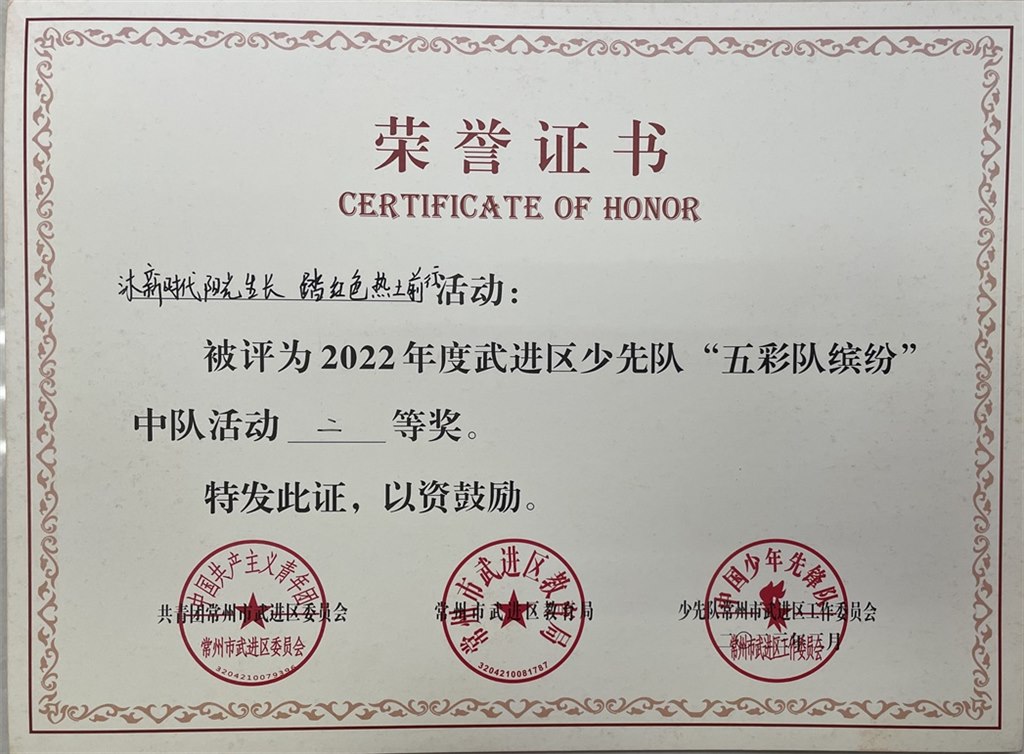 荣誉证书
CERTIFICATE OF HONOR
沐新时代阳光生长 踏红色热土前行活动：
被评为2022年度武进区少先队“五彩队缤纷”
中队活动 二 等奖。
特发此证，以资鼓励。
中国共产主义青年团
共青团常州市武进区委员会
常州市武进区委员会
3204210079396
常州市武进区教育局
常州市武进区教育局
3204210081787
中国少年先锋队
少先队常州市武进区工作委员会
常州市武进区工作委员会